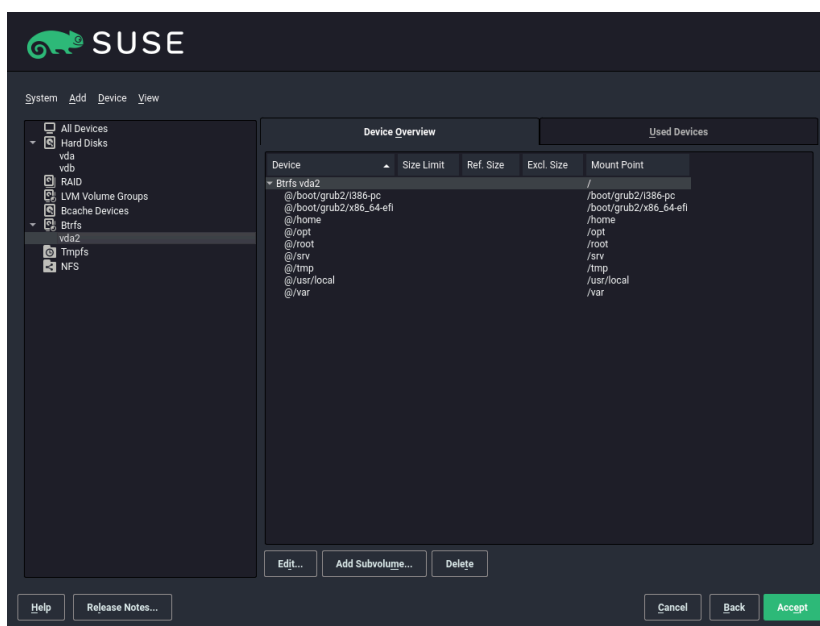 SUSE
System Add Device View
All Devices
Hard Disks
vda
vdb
RAID
LVM Volume Groups
Bcache Devices
Btrfs
vda2
Tmpfs
NFS
Device Overview Used Devices
Device Size Limit Ref. Size Excl. Size Mount Point
Btrfs vda2 /
@/boot/grub2/i386-pc /boot/grub2/i386-pc
@/boot/grub2/x86_64-efi /boot/grub2/x86_64-efi
@/home /home
@/opt /opt
@/root /root
@/srv /srv
@/tmp /tmp
@/usr/local /usr/local
@/var /var
Edit... Add Subvolume... Delete
Help Release Notes... Cancel Back Accept